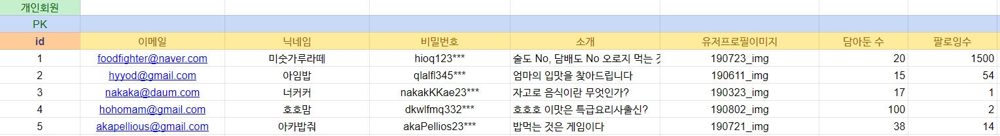 개인회원
PK
id 이메일 닉네임 비밀번호 소개 유저프로필이미지 담아둔 수 팔로잉수
1 foodfighter@naver.com 미숫가루라떼 hioq123*** 술도 No, 담배도 No 오로지 먹는 190723_img 20 1500
2 hyyod@gmail.com 아임밥 qlalfl345*** 엄마의 입맛을 찾아드립니다 190611_img 15 54
3 nakaka@daum.com 너커커 nakakKKae23*** 자고로 음식이란 무엇인가? 190323_img 17 1
4 hohomam@gmail.com 호호맘 dkwlfmq332*** 호호호 이맛은 특급요리사출신? 190802_img 100 2
5 akapellious@gmail.com 아카밥줘 akaPellios23*** 밥먹는 것은 게임이다 190721_img 38 14